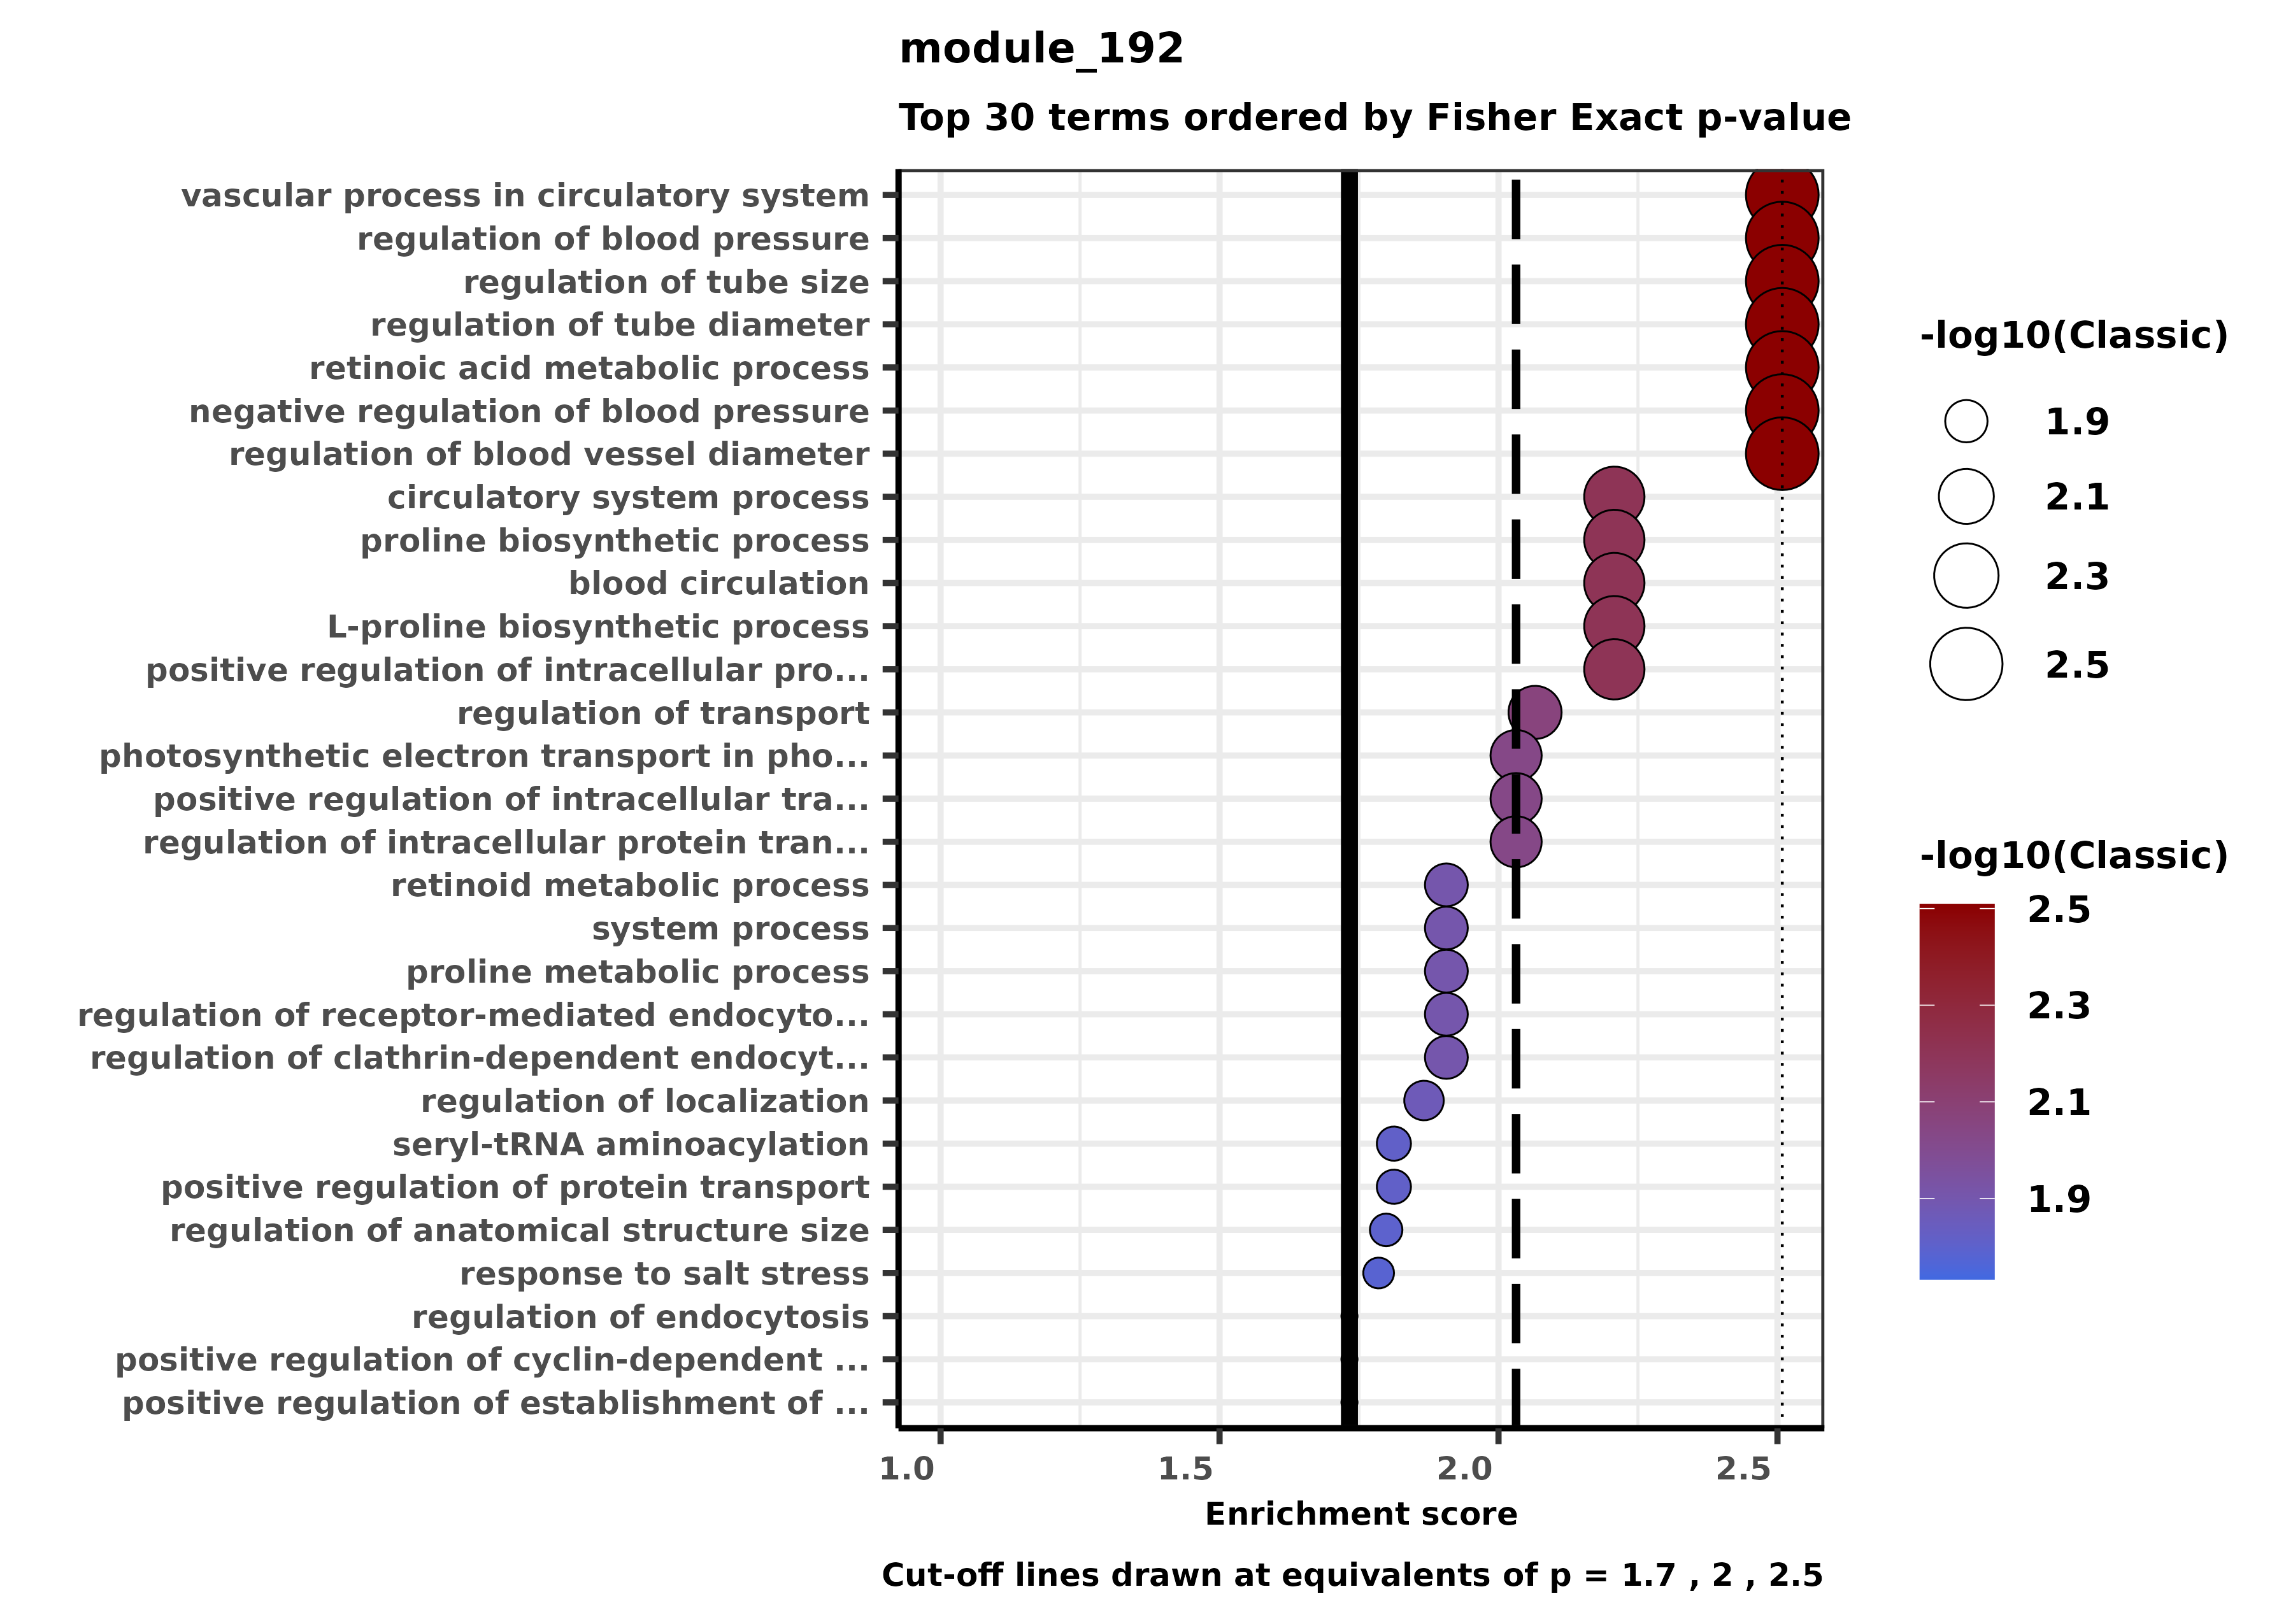 module_192
Top 30 terms ordered by Fisher Exact p-value
vascular process in circulatory system
regulation of blood pressure
regulation of tube size
regulation of tube diameter
retinoic acid metabolic process
negative regulation of blood pressure
regulation of blood vessel diameter
circulatory system process
proline biosynthetic process
blood circulation
L-proline biosynthetic process
positive regulation of intracellular pro...
regulation of transport
photosynthetic electron transport in pho...
positive regulation of intracellular tra...
regulation of intracellular protein tran...
retinoid metabolic process
system process
proline metabolic process
regulation of receptor-mediated endocyto...
regulation of clathrin-dependent endocyt...
regulation of localization
seryl-tRNA aminoacylation
positive regulation of protein transport
regulation of anatomical structure size
response to salt stress
regulation of endocytosis
positive regulation of cyclin-dependent ...
positive regulation of establishment of ...
1.0 1.5 2.0 2.5
Enrichment score
Cut-off lines drawn at equivalents of p = 1.7 , 2 , 2.5
-log10(Classic)
1.9
2.1
2.3
2.5
-log10(Classic)
2.5
2.3
2.1
1.9